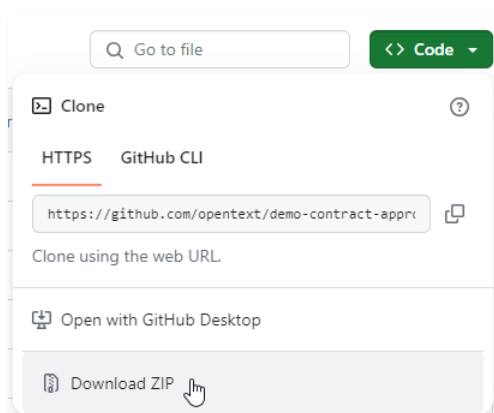 Go to file
<> Code
Clone
HTTPS GitHub CLI
https://github.com/opentext/demo-contract-appr
Clone using the web URL.
Open with GitHub Desktop
Download ZIP